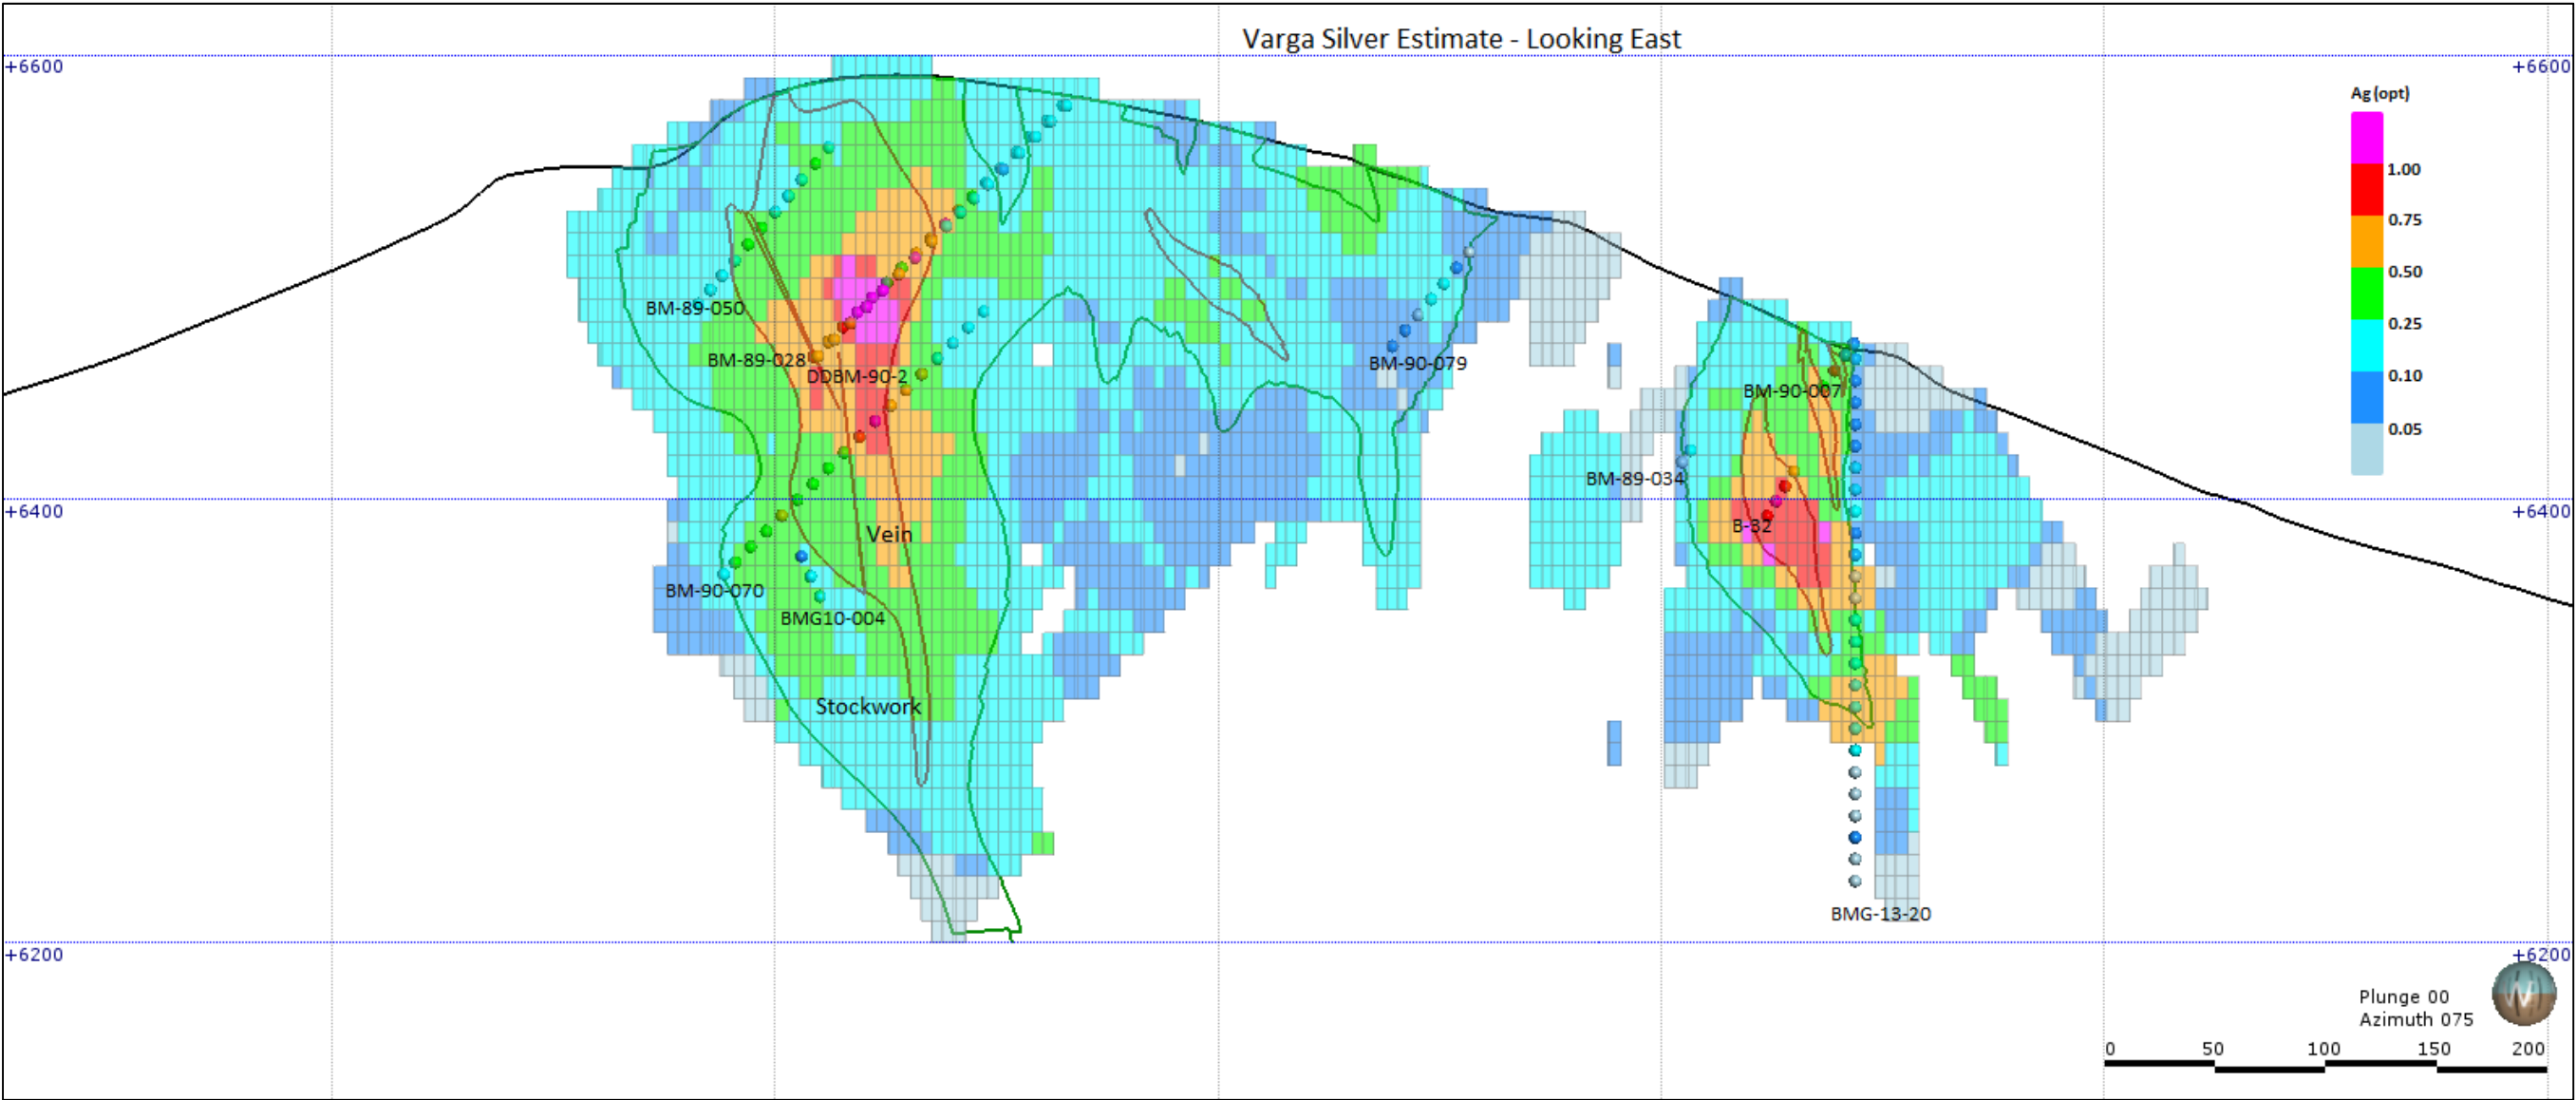 Varga Silver Estimate - Looking East
+6600
+6600
Ag (opt)
1.00
0.75
0.50
0.25
0.10
0.05
BM-89-050
BM-89-028
DDBM-90-2
BM-90-079
BM-90-007
BM-89-034
+6400
+6400
B-32
Vein
BM-90-070
BMG10-004
Stockwork
BMG-13-20
+6200
+6200
N
Plunge 00
Azimuth 075
0 50 100 150 200